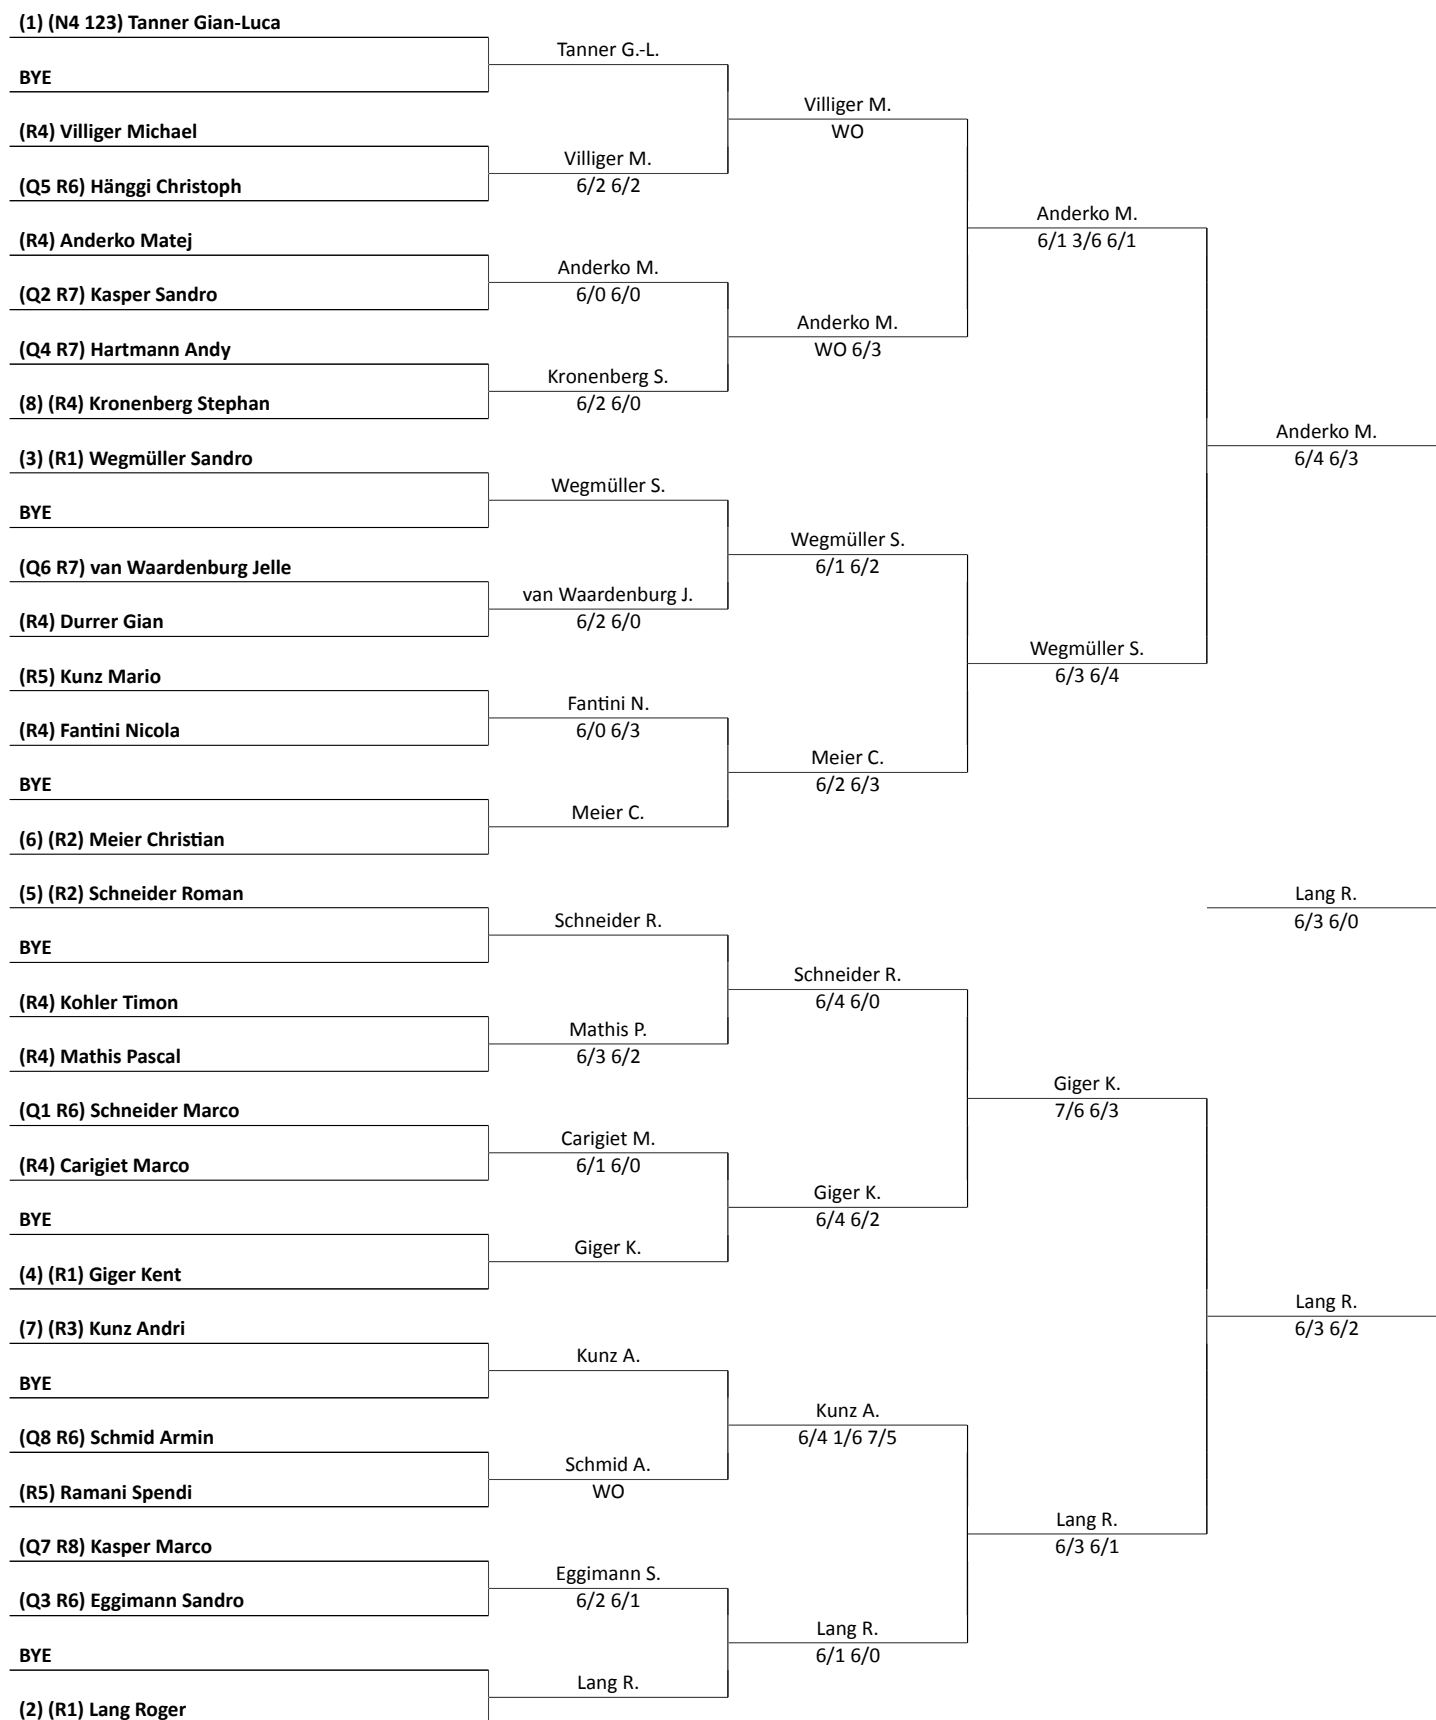 (1) (N4 123) Tanner Gian-Luca
BYE
(R4) Villiger Michael
(Q5 R6) Hänggi Christoph
(R4) Anderko Matej
(Q2 R7) Kasper Sandro
(Q4 R7) Hartmann Andy
(8) (R4) Kronenberg Stephan
(3) (R1) Wegmüller Sandro
BYE
(Q6 R7) van Waardenburg Jelle
(R4) Durrer Gian
(R5) Kunz Mario
(R4) Fantini Nicola
BYE
(6) (R2) Meier Christian
(5) (R2) Schneider Roman
BYE
(R4) Kohler Timon
(R4) Mathis Pascal
(Q1 R6) Schneider Marco
(R4) Carigiet Marco
BYE
(4) (R1) Giger Kent
(7) (R3) Kunz Andri
BYE
(Q8 R6) Schmid Armin
(R5) Ramani Spendi
(Q7 R8) Kasper Marco
(Q3 R6) Eggimann Sandro
BYE
(2) (R1) Lang Roger
Tanner G.-L.
Villiger M.
6/2 6/2
Anderko M.
6/0 6/0
Kronenberg S.
6/2 6/0
Wegmüller S.
van Waardenburg J.
6/2 6/0
Fantini N.
6/0 6/3
Meier C.
Schneider R.
Mathis P.
6/3 6/2
Carigiet M.
6/1 6/0
Giger K.
Kunz A.
Schmid A.
WO
Eggimann S.
6/2 6/1
Lang R.
Villiger M.
WO
Anderko M.
WO 6/3
Wegmüller S.
6/1 6/2
Meier C.
6/2 6/3
Schneider R.
6/4 6/0
Giger K.
6/4 6/2
Kunz A.
6/4 1/6 7/5
Lang R.
6/1 6/0
Anderko M.
6/1 3/6 6/1
Wegmüller S.
6/3 6/4
Giger K.
7/6 6/3
Lang R.
6/3 6/1
Anderko M.
6/4 6/3
Lang R.
6/3 6/0
Lang R.
6/3 6/2